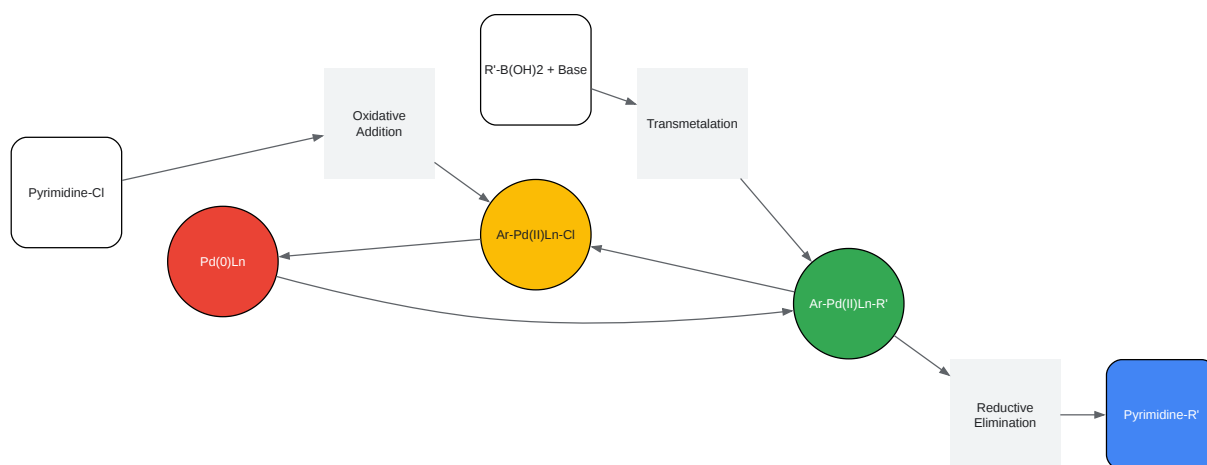 R'-B(OH)2 + Base
Oxidative
Addition
Transmetalation
Pyrimidine-Cl
Ar-Pd(II)Ln-Cl
Pd(0)Ln
Ar-Pd(II)Ln-R'
Reductive
Elimination
Pyrimidine-R'